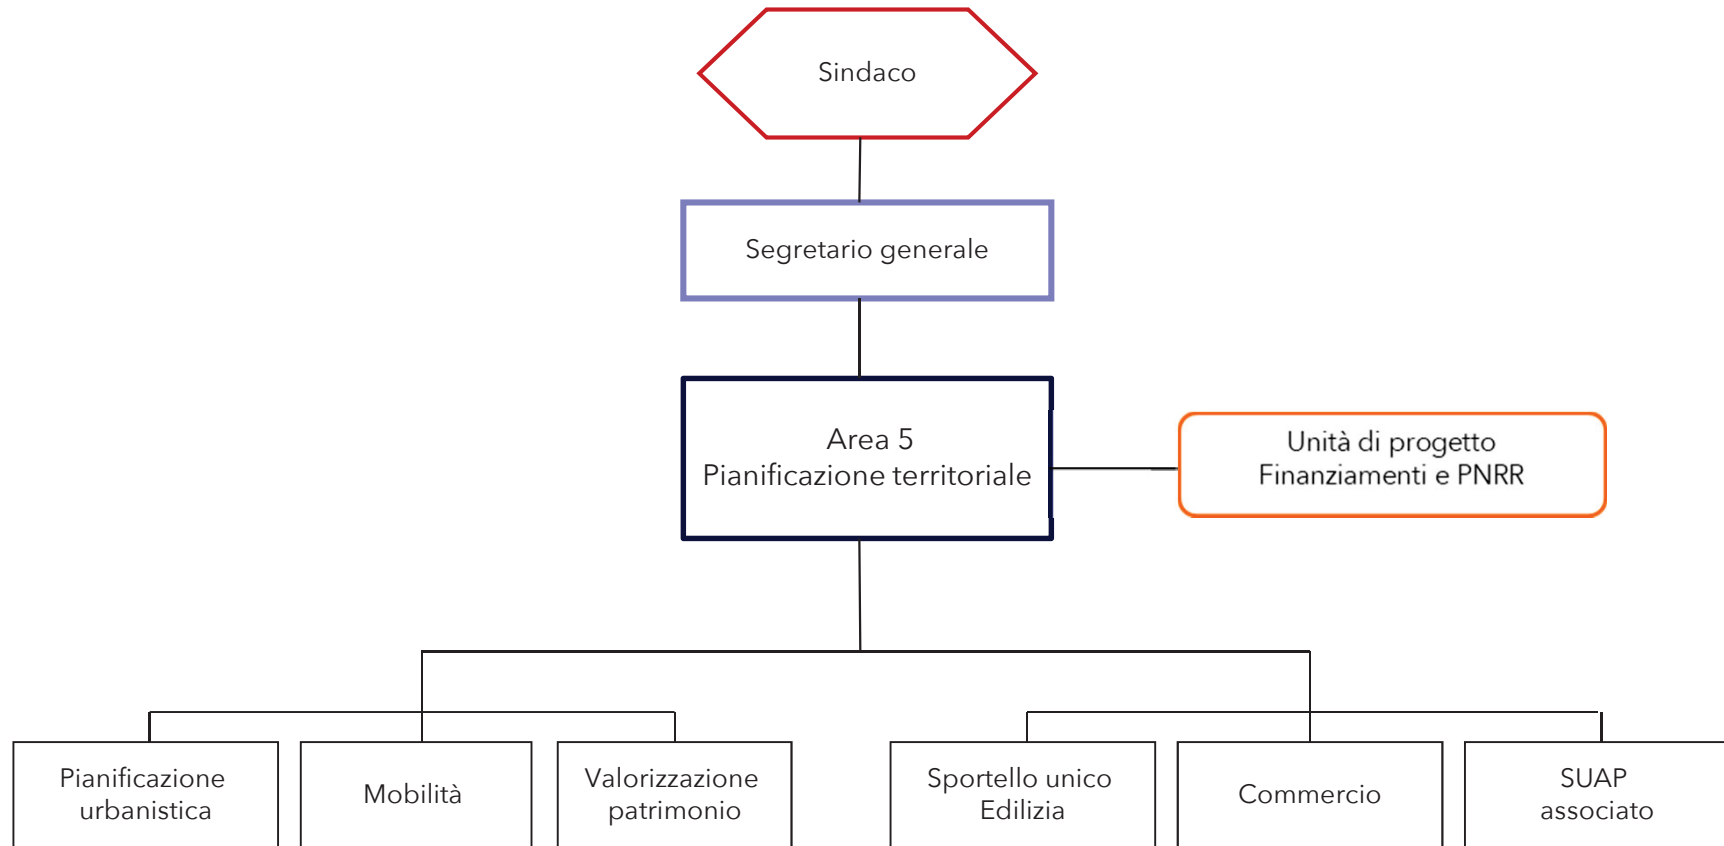 Sindaco
Segretario generale
Area 5
Pianificazione territoriale
Unità di progetto
Finanziamenti e PNRR
Pianificazione
urbanistica
Mobilità
Valorizzazione
patrimonio
Sportello unico
Edilizia
Commercio
SUAP
associato